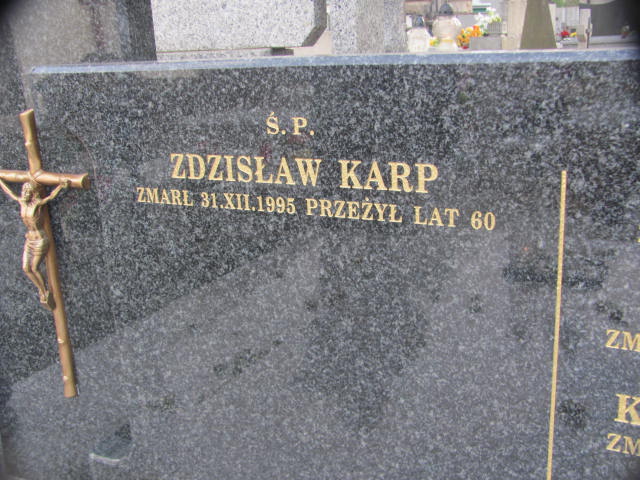 Ś.P.
ZDZISŁAW KARP
ZMARŁ 31.XII.1995 PRZEŻYŁ LAT 60